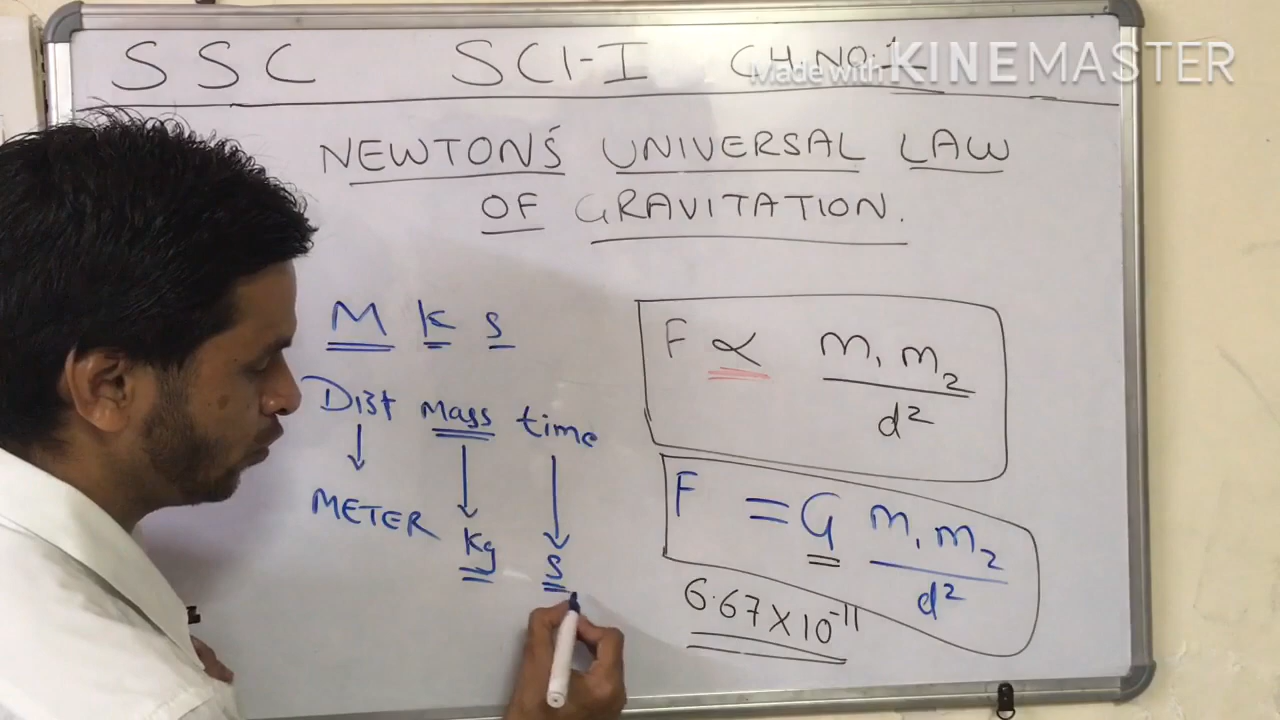 SSC SCI-I CH.NO:1
Made with KINEMASTER
NEWTON'S UNIVERSAL LAW
OF GRAVITATION.
M K s
Dist Mass time
METER
Kg
s
F ∝ m₁ m₂
d²
F = G m₁ m₂
d²
6.67×10⁻¹¹